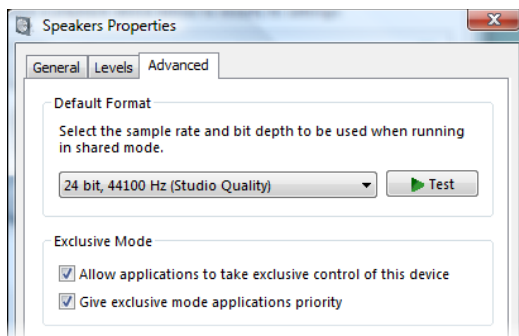 Speakers Properties
General Levels Advanced
Default Format
Select the sample rate and bit depth to be used when running
in shared mode.
24 bit, 44100 Hz (Studio Quality) Test
Exclusive Mode
Allow applications to take exclusive control of this device
Give exclusive mode applications priority